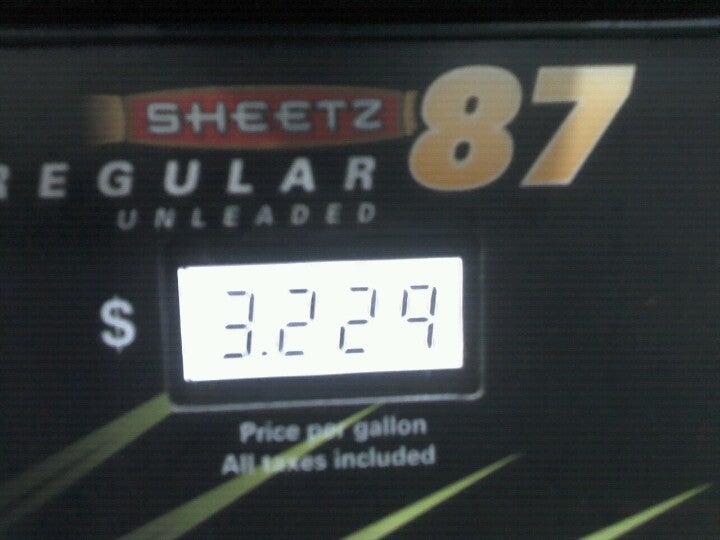 SHEETZ 87
REGULAR
UNLEADED
$ 3.229
Price per gallon
All taxes included